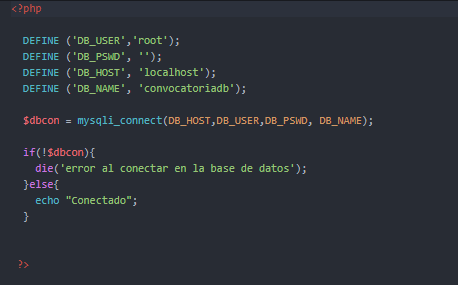 <?php
DEFINE ('DB_USER','root');
DEFINE ('DB_PSWD', '');
DEFINE ('DB_HOST', 'localhost');
DEFINE ('DB_NAME', 'convocatoriadb');
$dbcon = mysqli_connect(DB_HOST,DB_USER,DB_PSWD, DB_NAME);
if(!$dbcon){
die('error al conectar en la base de datos');
}else{
echo "Conectado";
}
?>